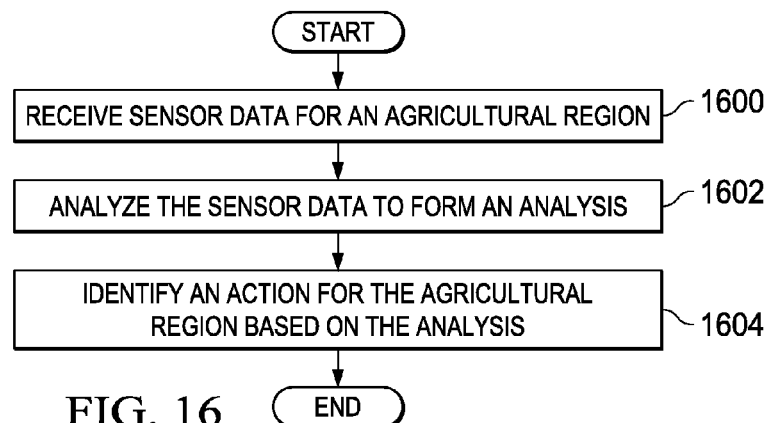 START
RECEIVE SENSOR DATA FOR AN AGRICULTURAL REGION
1600
ANALYZE THE SENSOR DATA TO FORM AN ANALYSIS
1602
IDENTIFY AN ACTION FOR THE AGRICULTURAL
REGION BASED ON THE ANALYSIS
1604
FIG. 16
END